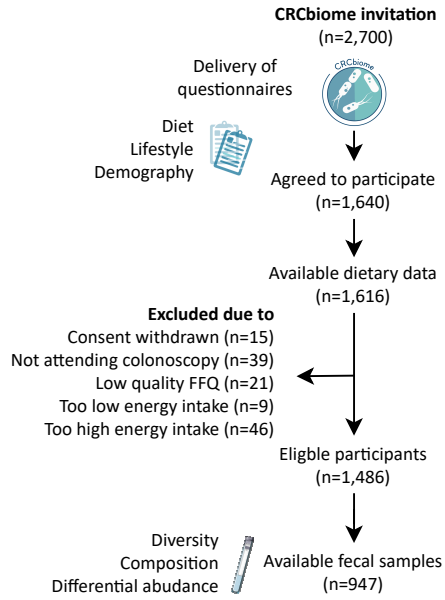 CRCbiome invitation
(n=2,700)
CRCbiome
Delivery of
questionnaires
Diet
Lifestyle
Demography
Agreed to participate
(n=1,640)
Available dietary data
(n=1,616)
Excluded due to
Consent withdrawn (n=15)
Not attending colonoscopy (n=39)
Low quality FFQ (n=21)
Too low energy intake (n=9)
Too high energy intake (n=46)
Eligble participants
(n=1,486)
Diversity
Composition
Differential abudance
Available fecal samples
(n=947)